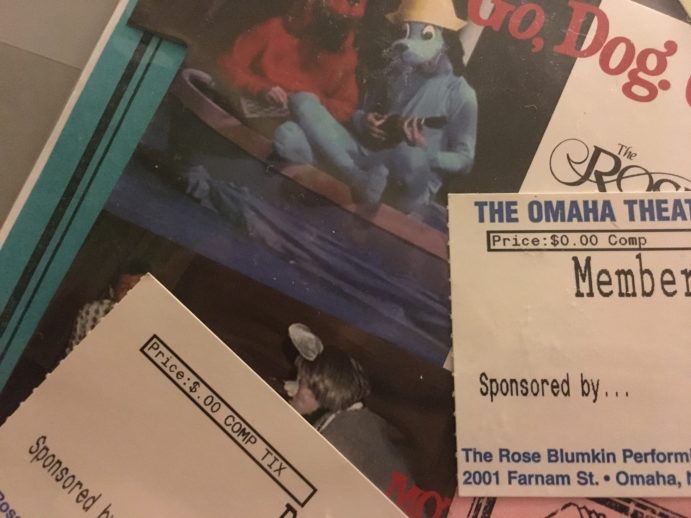 Go, Dog.
The
THE OMAHA THEAT
Price:$0.00 Comp
Member
Sponsored by...
The Rose Blumkin Perform
2001 Farnam St. • Omaha, N
Price:$.00 COMP TIX
Sponsored by